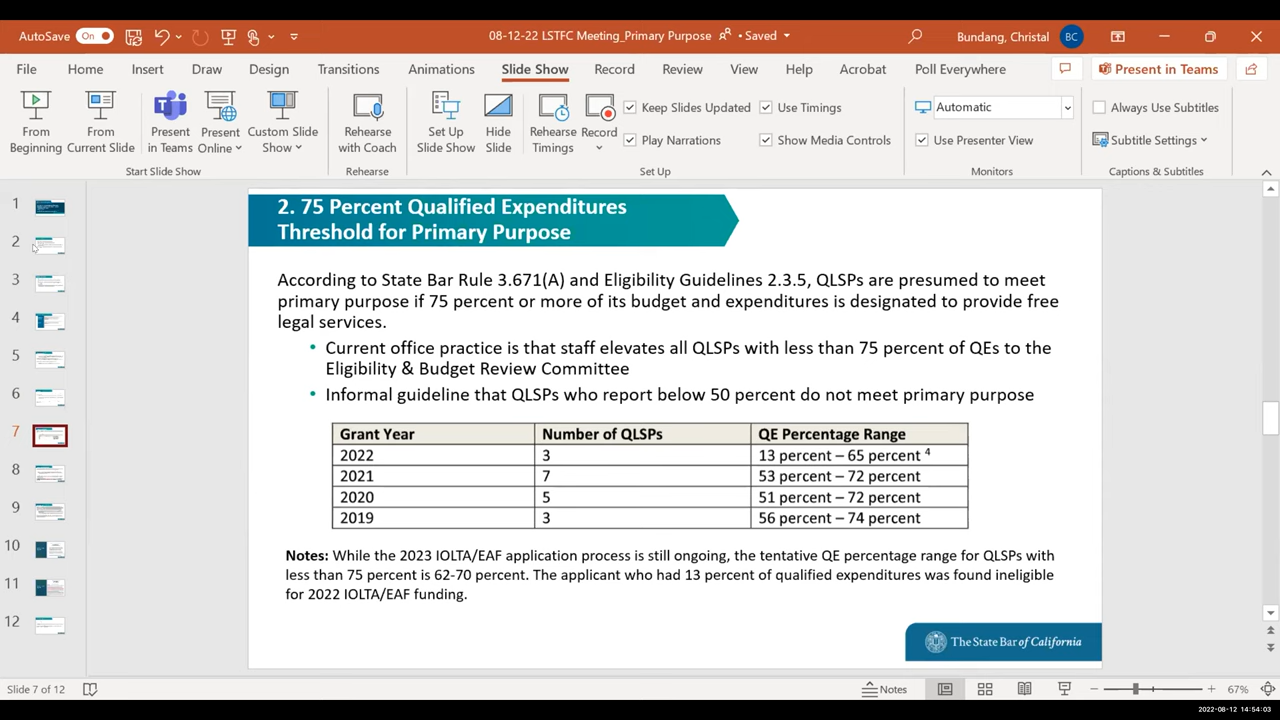 AutoSave On 08-12-22 LSTFC Meeting_Primary Purpose • Saved Bundang, Christal BC
File Home Insert Draw Design Transitions Animations Slide Show Record Review View Help Acrobat Poll Everywhere Present in Teams
From Beginning
From Current Slide
Present in Teams
Present Online
Custom Slide Show
Start Slide Show
Rehearse with Coach
Rehearse
Set Up Slide Show
Hide Slide
Rehearse Timings
Record
Keep Slides Updated
Play Narrations
Use Timings
Show Media Controls
Set Up
Automatic
Use Presenter View
Monitors
Always Use Subtitles
Subtitle Settings
Captions & Subtitles
1
2
3
4
5
6
7
8
9
10
11
12
2. 75 Percent Qualified Expenditures
Threshold for Primary Purpose
According to State Bar Rule 3.671(A) and Eligibility Guidelines 2.3.5, QLSPs are presumed to meet
primary purpose if 75 percent or more of its budget and expenditures is designated to provide free
legal services.
• Current office practice is that staff elevates all QLSPs with less than 75 percent of QEs to the
Eligibility & Budget Review Committee
• Informal guideline that QLSPs who report below 50 percent do not meet primary purpose
Grant Year Number of QLSPs QE Percentage Range
2022 3 13 percent – 65 percent 4
2021 7 53 percent – 72 percent
2020 5 51 percent – 72 percent
2019 3 56 percent – 74 percent
Notes: While the 2023 IOLTA/EAF application process is still ongoing, the tentative QE percentage range for QLSPs with
less than 75 percent is 62-70 percent. The applicant who had 13 percent of qualified expenditures was found ineligible
for 2022 IOLTA/EAF funding.
The State Bar of California
Slide 7 of 12 Notes 67%
2022-08-12 14:54:03